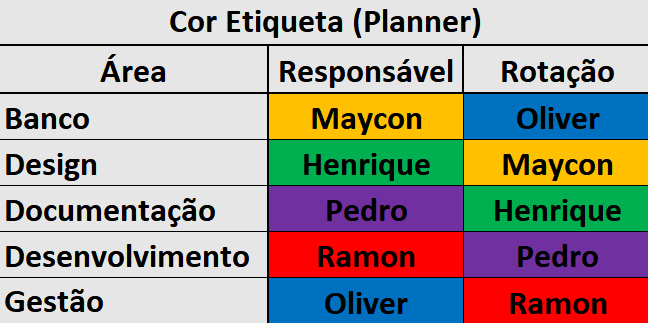 Cor Etiqueta (Planner)
Área Responsável Rotação
Banco Maycon Oliver
Design Henrique Maycon
Documentação Pedro Henrique
Desenvolvimento Ramon Pedro
Gestão Oliver Ramon